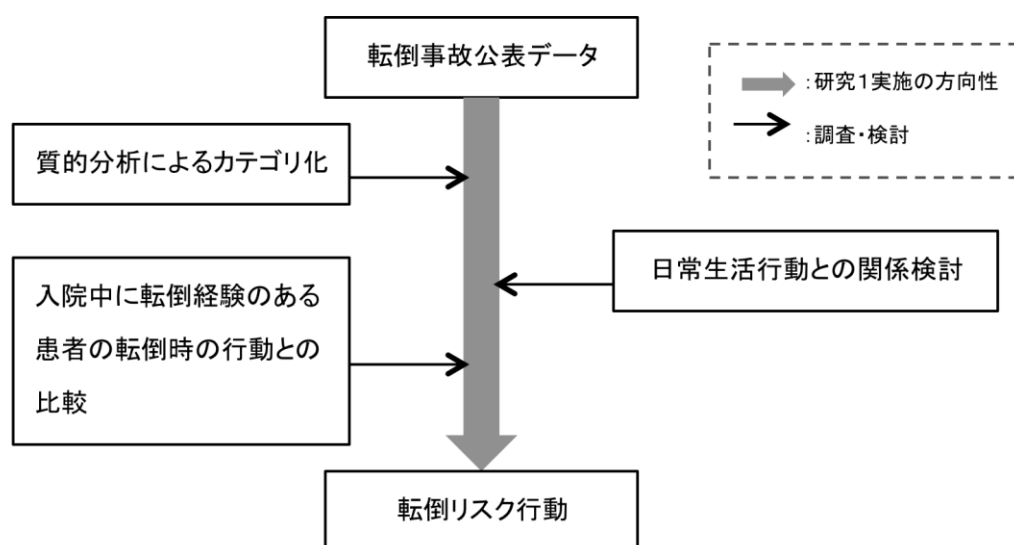 転倒事故公表データ
:研究1実施の方向性
:調査・検討
質的分析によるカテゴリ化
日常生活行動との関係検討
入院中に転倒経験のある
患者の転倒時の行動との
比較
転倒リスク行動